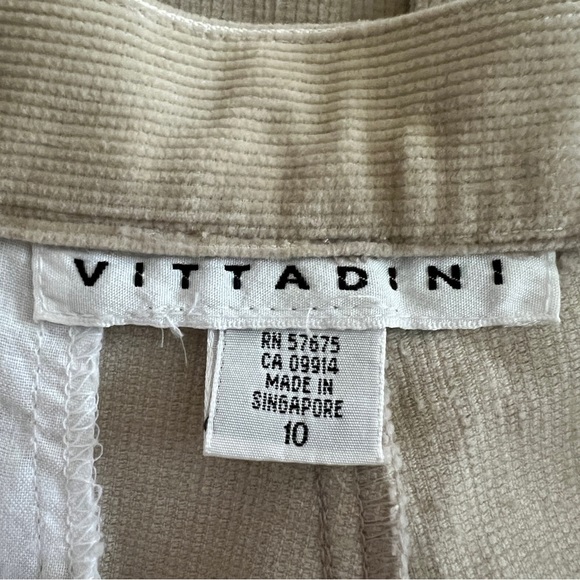 VITTADINI
RN 57675
CA 09914
MADE IN
SINGAPORE
10